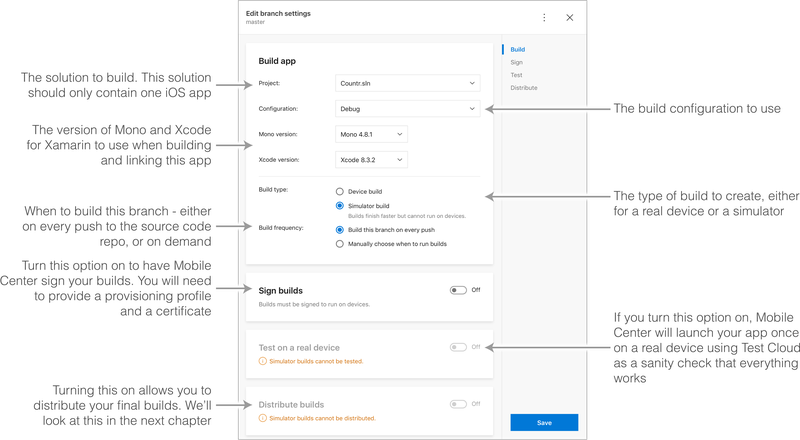 Edit branch settings
master
Build app
Project:
Countr.sln
Configuration:
Debug
Mono version:
Mono 4.8.1
Xcode version:
Xcode 8.3.2
Build type:
Device build
Simulator build
Builds finish faster but cannot run on devices.
Build frequency:
Build this branch on every push
Manually choose when to run builds
Sign builds
Off
Builds must be signed to run on devices.
Test on a real device
Off
Simulator builds cannot be tested.
Distribute builds
Off
Simulator builds cannot be distributed.
Build
Sign
Test
Distribute
Save
The solution to build. This solution
should only contain one iOS app
The version of Mono and Xcode
for Xamarin to use when building
and linking this app
When to build this branch - either
on every push to the source code
repo, or on demand
Turn this option on to have Mobile
Center sign your builds. You will need
to provide a provisioning profile
and a certificate
Turning this on allows you to
distribute your final builds. We'll
look at this in the next chapter
The build configuration to use
The type of build to create, either
for a real device or a simulator
If you turn this option on, Mobile
Center will launch your app once
on a real device using Test Cloud
as a sanity check that everything
works